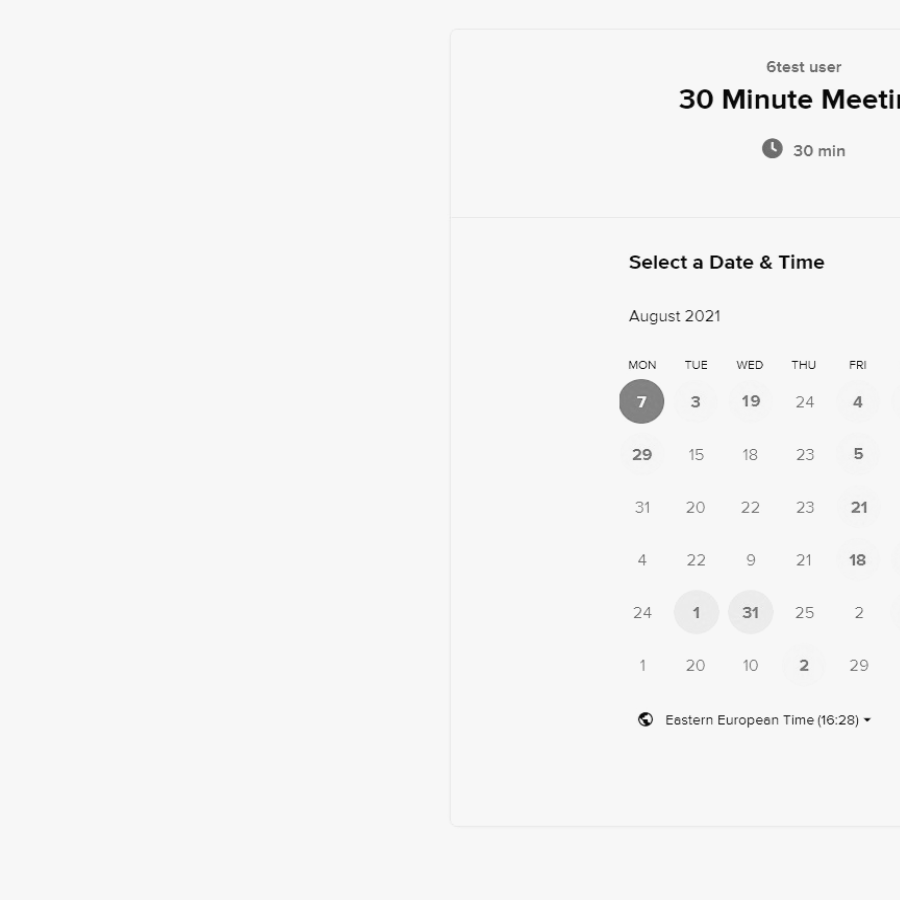 6test user
30 Minute Meetin
30 min
Select a Date & Time
August 2021
MON TUE WED THU FRI
7 3 19 24 4
29 15 18 23 5
31 20 22 23 21
4 22 9 21 18
24 1 31 25 2
1 20 10 2 29
Eastern European Time (16:28)